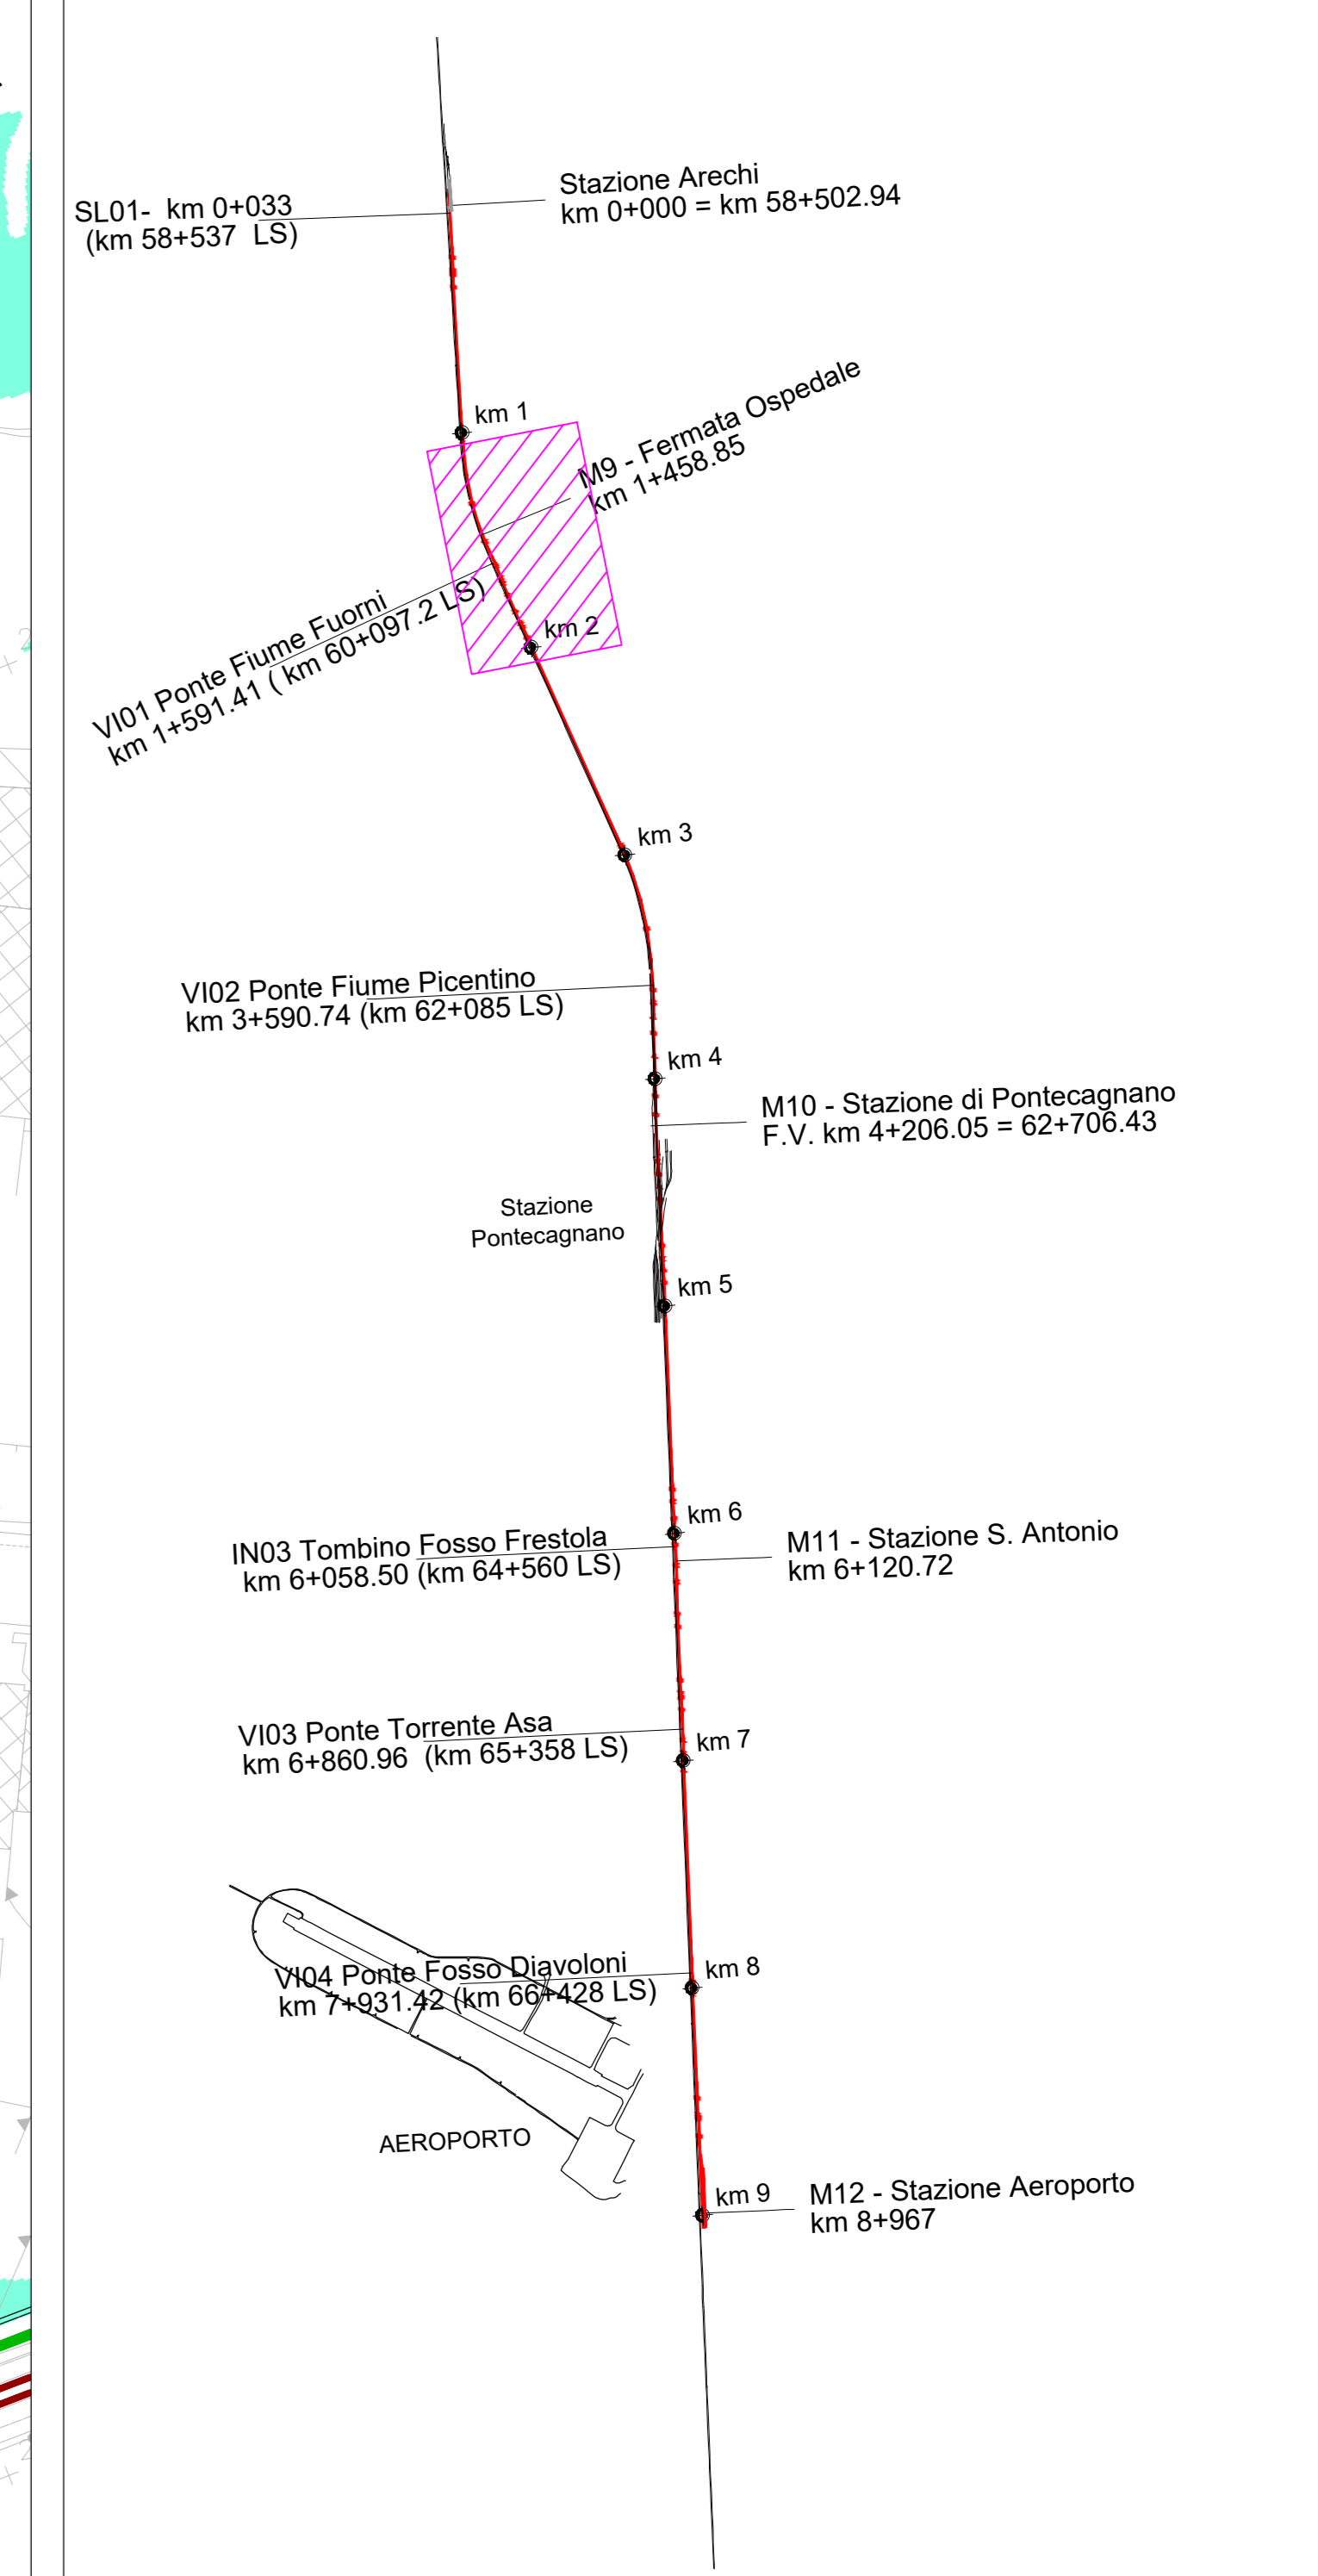 Stazione Arechi
km 0+000 = km 58+502.94
SL01- km 0+033
(km 58+537 LS)
km 1
M9 - Fermata Ospedale
km 1+458.85
VI01 Ponte Fiume Fuorni
km 1+591.41 ( km 60+097.2 LS)
km 2
km 3
VI02 Ponte Fiume Picentino
km 3+590.74 (km 62+085 LS)
km 4
M10 - Stazione di Pontecagnano
F.V. km 4+206.05 = 62+706.43
Stazione
Pontecagnano
km 5
km 6
IN03 Tombino Fosso Frestola
km 6+058.50 (km 64+560 LS)
M11 - Stazione S. Antonio
km 6+120.72
VI03 Ponte Torrente Asa
km 6+860.96 (km 65+358 LS)
km 7
VI04 Ponte Fosso Diavoloni
km 7+931.42 (km 66+428 LS)
km 8
AEROPORTO
km 9
M12 - Stazione Aeroporto
km 8+967